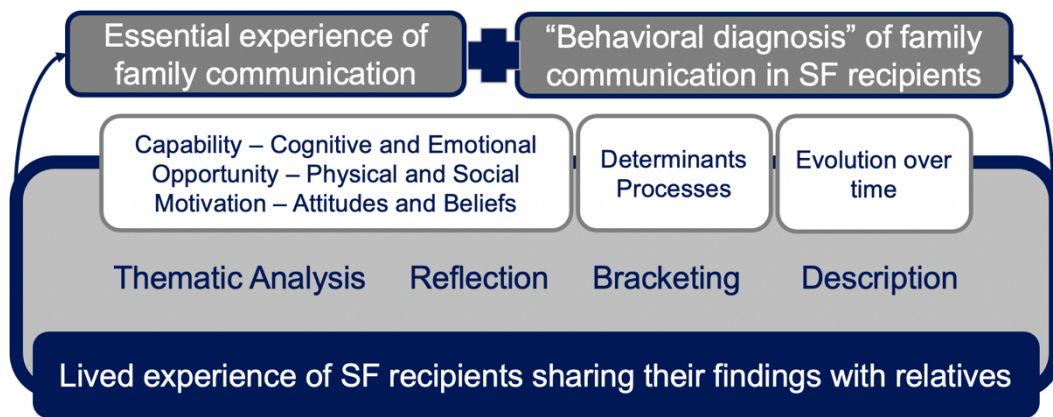 Essential experience of
family communication
“Behavioral diagnosis” of family
communication in SF recipients
Capability – Cognitive and Emotional
Opportunity – Physical and Social
Motivation – Attitudes and Beliefs
Determinants
Processes
Evolution over
time
Thematic Analysis
Reflection
Bracketing
Description
Lived experience of SF recipients sharing their findings with relatives